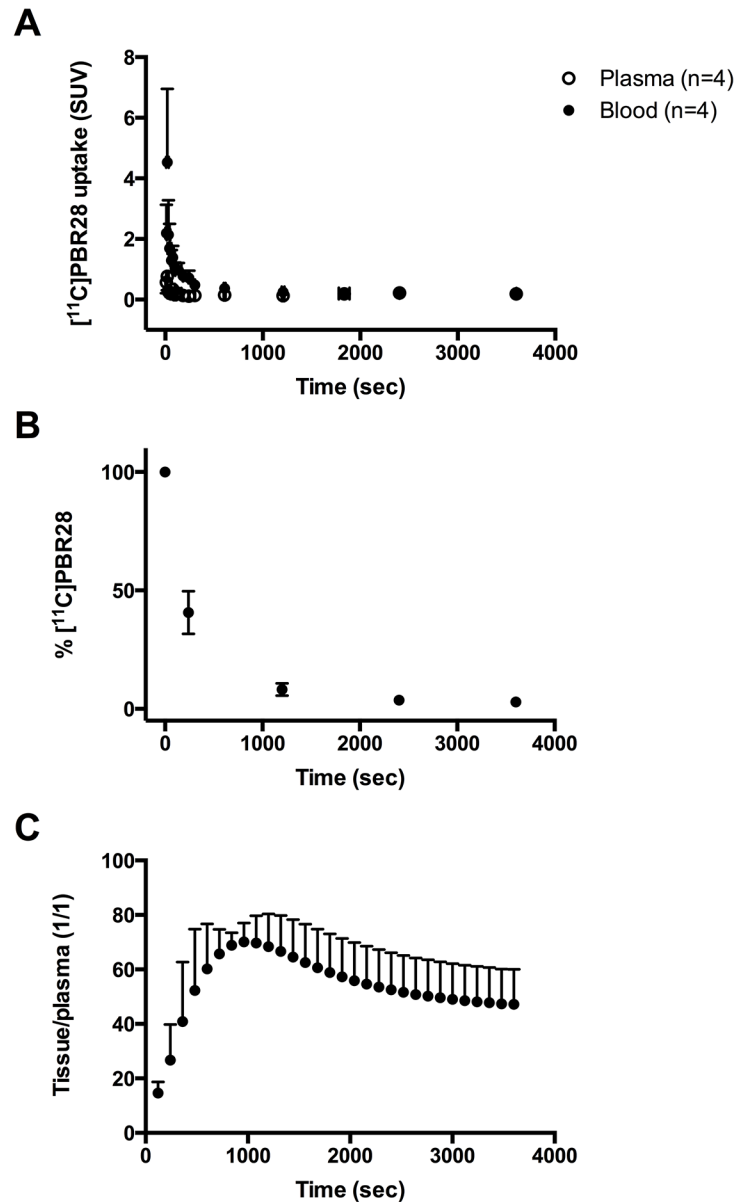 A
[¹¹C]PBR28 uptake (SUV)
8
6
4
2
0
0 1000 2000 3000 4000
Time (sec)
Plasma (n=4)
Blood (n=4)
B
% [¹¹C]PBR28
100
50
0
0 1000 2000 3000 4000
Time (sec)
C
Tissue/plasma (1/1)
100
80
60
40
20
0
0 1000 2000 3000 4000
Time (sec)